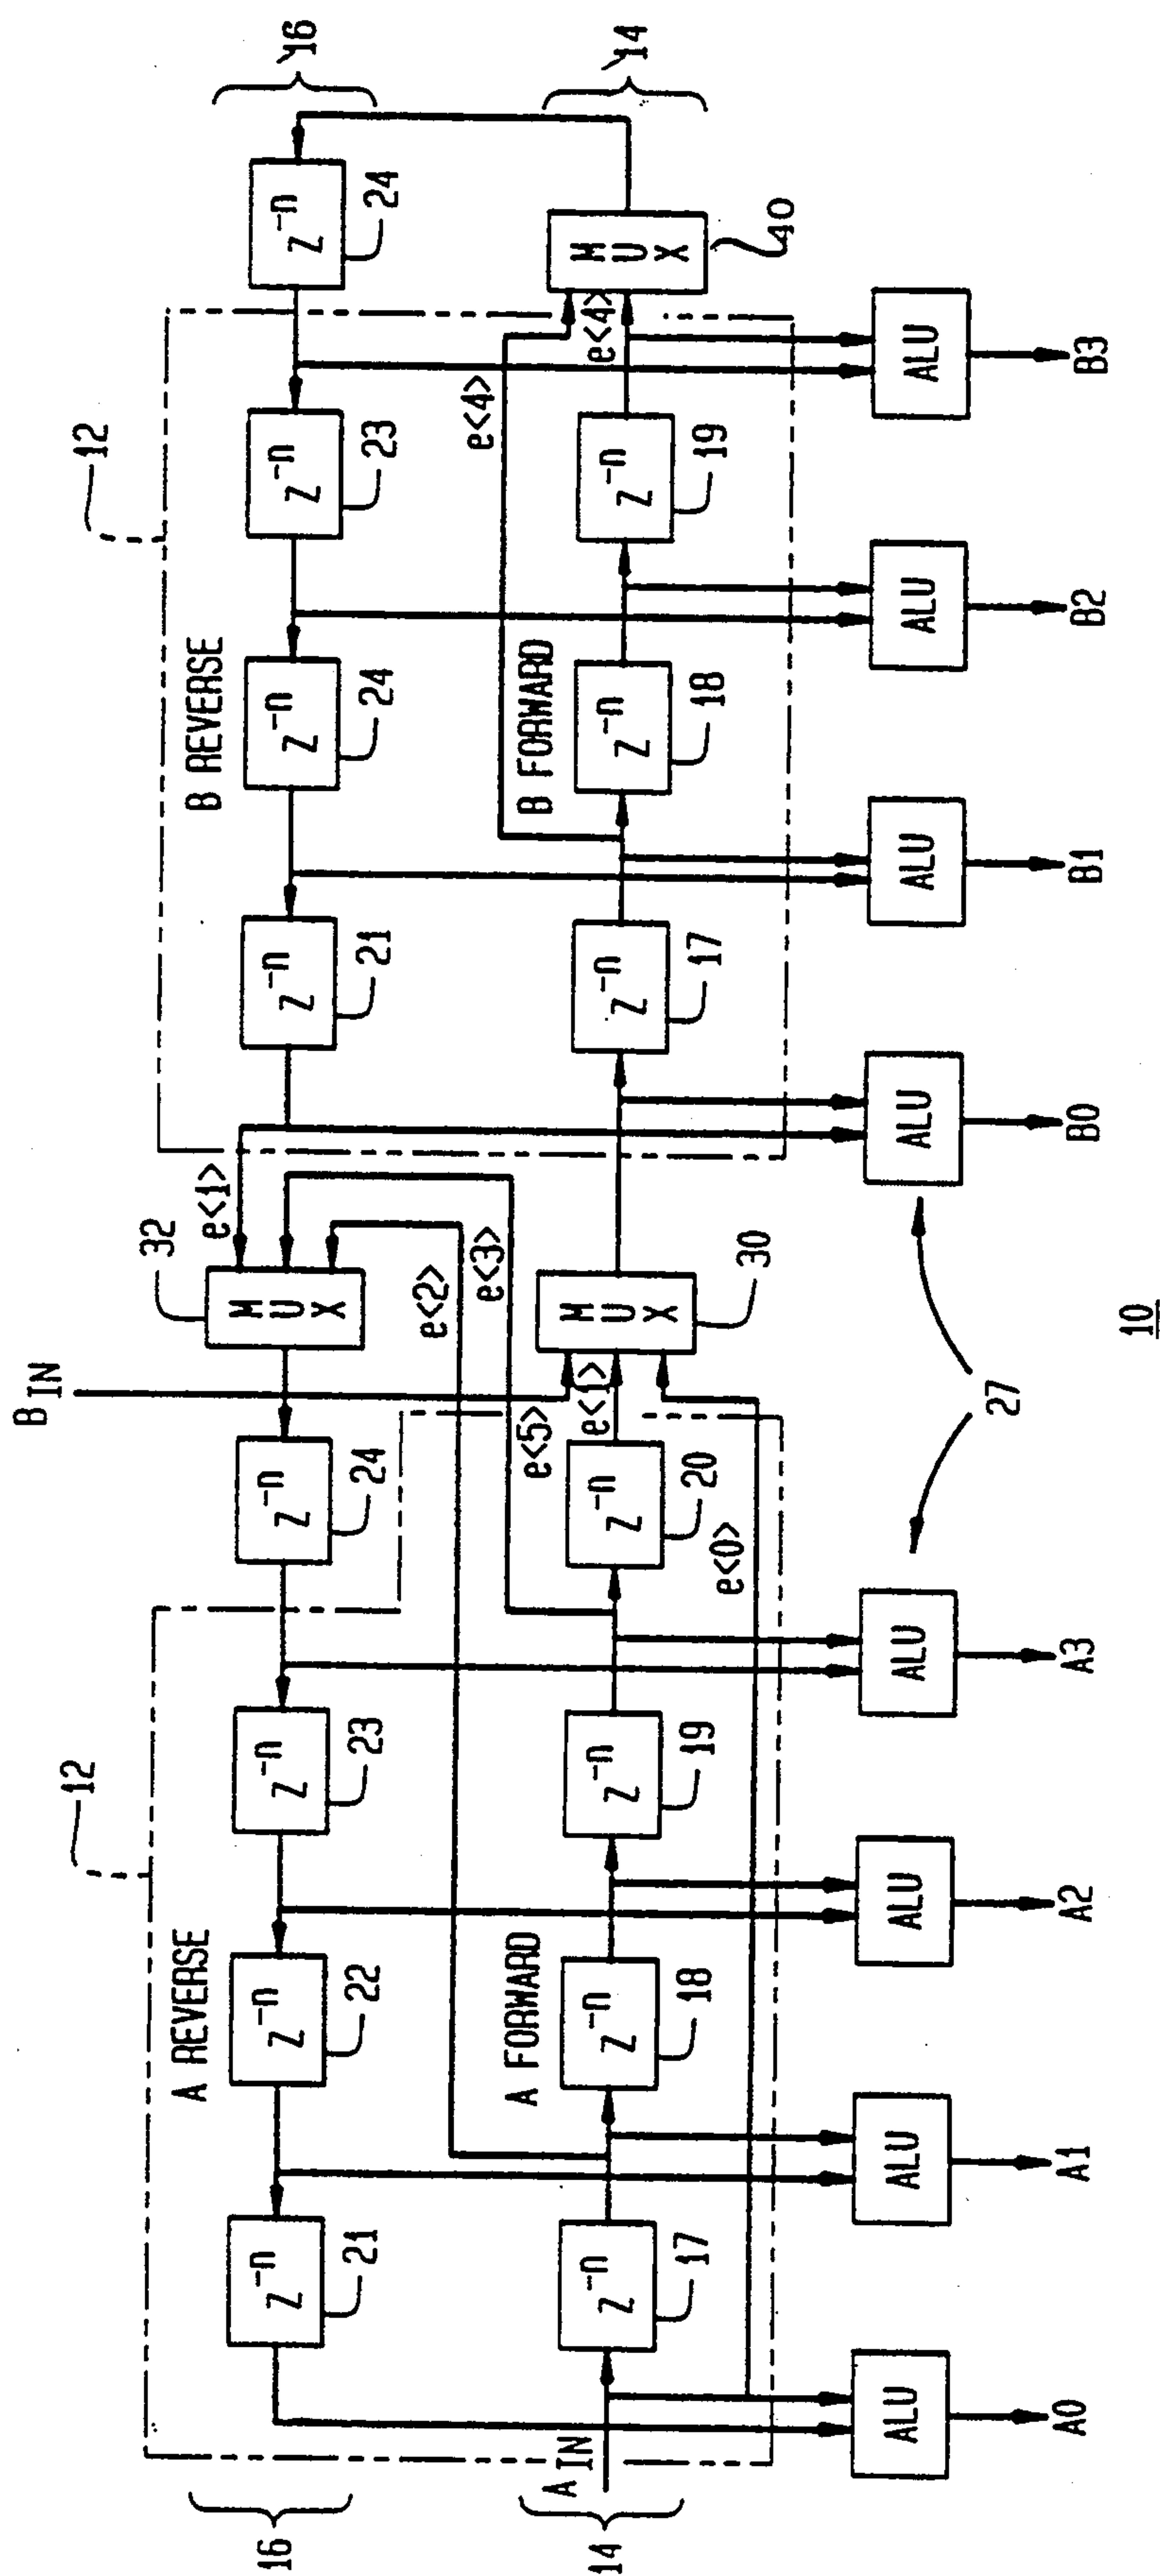 16
14
12
12
B IN
32
A REVERSE
B REVERSE
z⁻ⁿ
21
z⁻ⁿ
22
z⁻ⁿ
23
z⁻ⁿ
24
MUX
e<1>
z⁻ⁿ
21
z⁻ⁿ
24
z⁻ⁿ
23
z⁻ⁿ
24
16
e<2>
e<3>
e<4>
A FORWARD
B FORWARD
A IN
z⁻ⁿ
17
z⁻ⁿ
18
z⁻ⁿ
19
z⁻ⁿ
20
e<5>
e<1>
e<0>
MUX
30
z⁻ⁿ
17
z⁻ⁿ
18
z⁻ⁿ
19
e<4>
MUX
40
14
ALU
ALU
ALU
ALU
ALU
ALU
ALU
ALU
A0
A1
A2
A3
27
B0
B1
B2
B3
10